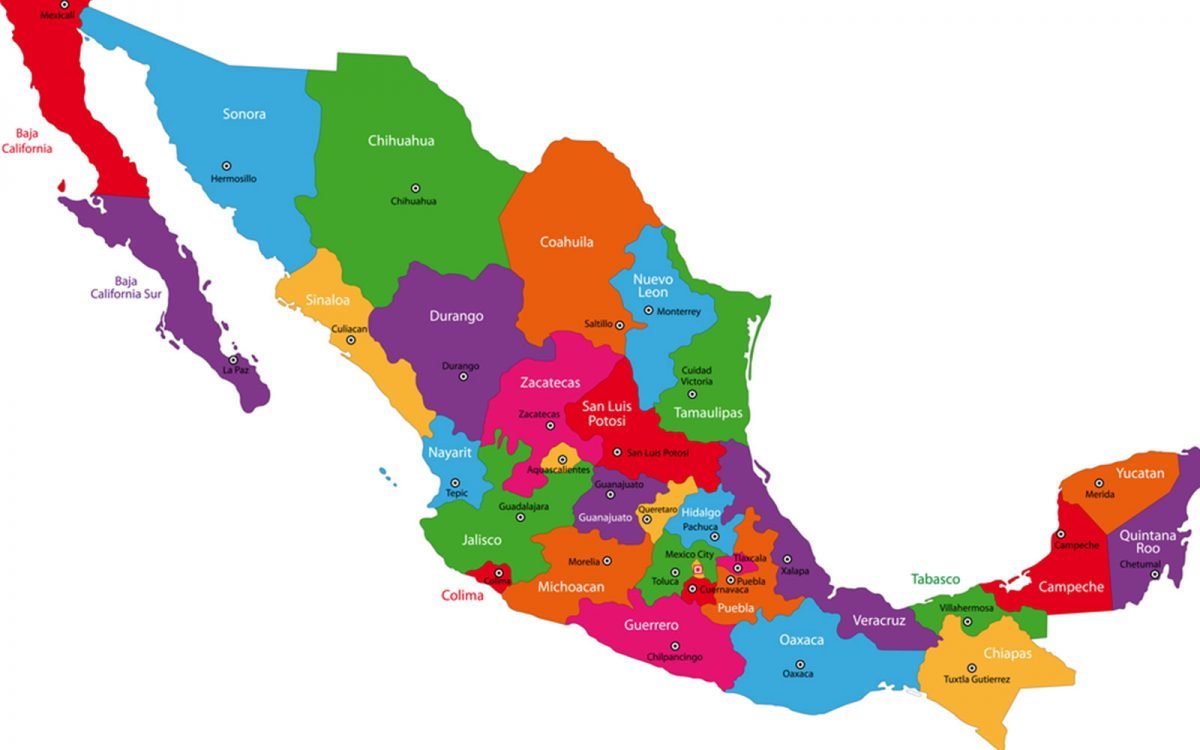 Mexicali
Baja
California
Sonora
Hermosillo
Chihuahua
Chihuahua
Coahuila
Saltillo
Nuevo
Leon
Monterrey
Baja
California Sur
La Paz
Sinaloa
Culiacan
Durango
Durango
Zacatecas
Zacatecas
San Luis
Potosi
San Luis Potosi
Cuidad
Victoria
Tamaulipas
Nayarit
Tepic
Aguascalientes
Guadalajara
Jalisco
Guanajuato
Guanajuato
Queretaro
Hidalgo
Pachuca
Colima
Colima
Morelia
Michoacan
Mexico City
Toluca
Tlaxcala
Puebla
Puebla
Cuernavaca
Xalapa
Veracruz
Guerrero
Chilpancingo
Oaxaca
Oaxaca
Tabasco
Villahermosa
Chiapas
Tuxtla Gutierrez
Campeche
Campeche
Yucatan
Merida
Quintana
Roo
Chetumal